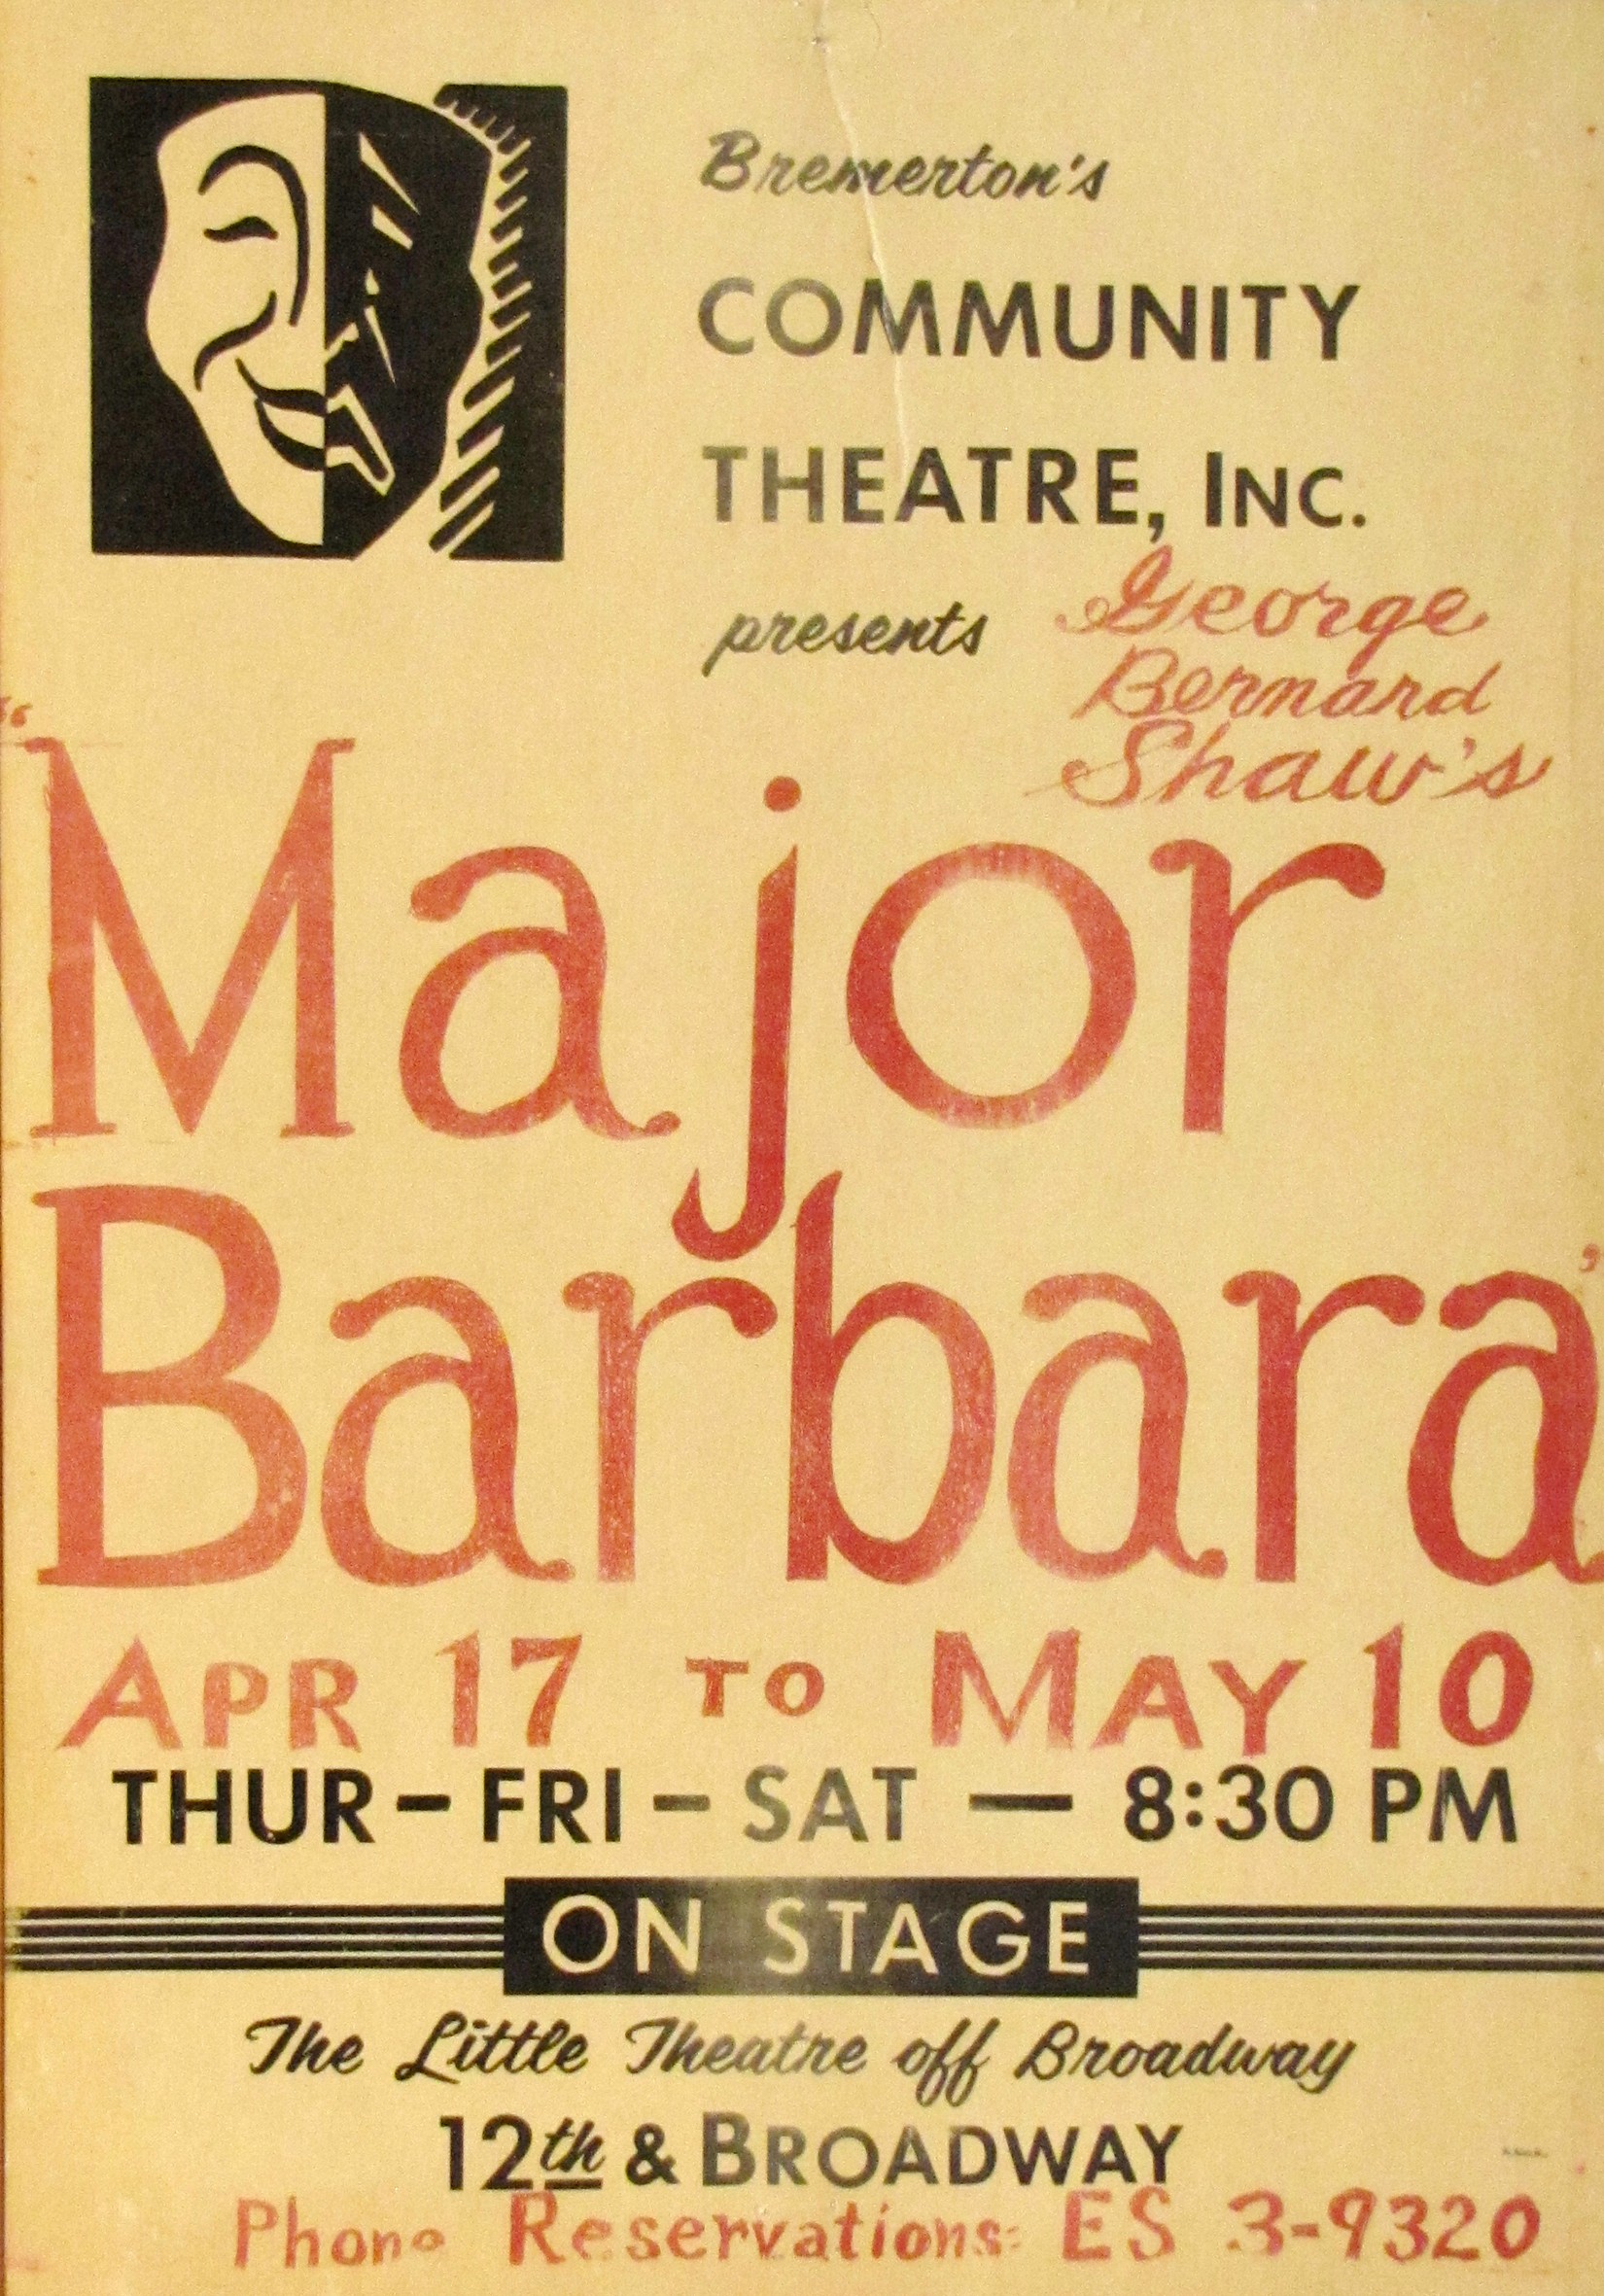 Bremerton's
COMMUNITY
THEATRE, INC.
presents George
Bernard
Shaw's
"Major
Barbara"
APR 17 TO MAY 10
THUR – FRI – SAT — 8:30 PM
ON STAGE
The Little Theatre off Broadway
12th & BROADWAY
Phone Reservations: ES 3-9320